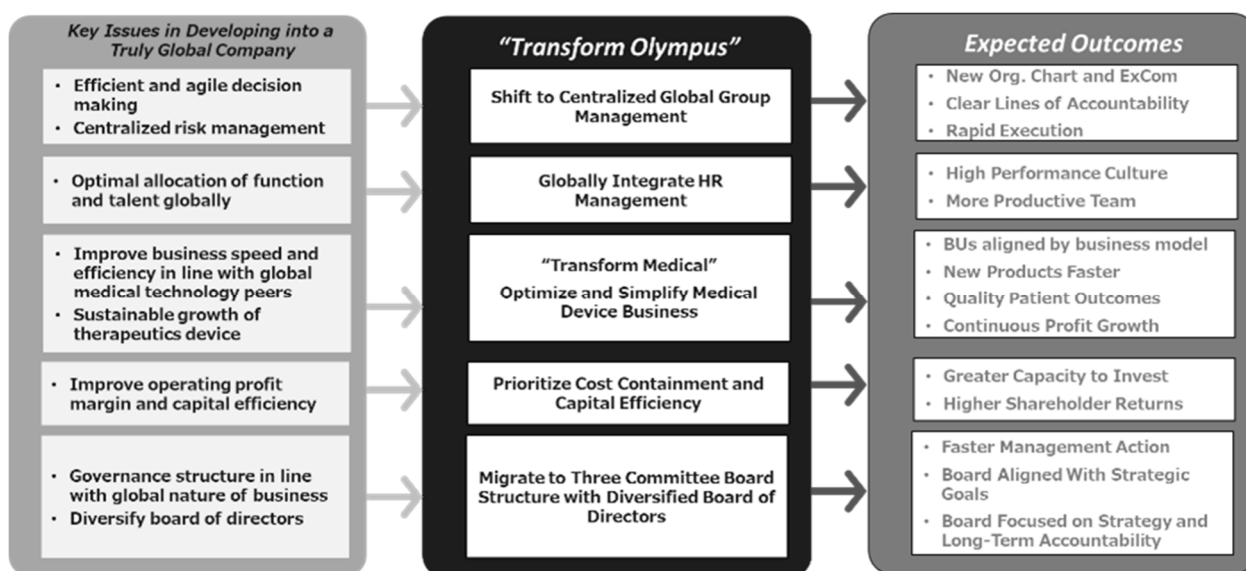 Key Issues in Developing into a
Truly Global Company
• Efficient and agile decision
making
• Centralized risk management
• Optimal allocation of function
and talent globally
• Improve business speed and
efficiency in line with global
medical technology peers
• Sustainable growth of
therapeutics device
• Improve operating profit
margin and capital efficiency
• Governance structure in line
with global nature of business
• Diversify board of directors
“Transform Olympus”
Shift to Centralized Global Group
Management
Globally Integrate HR
Management
“Transform Medical”
Optimize and Simplify Medical
Device Business
Prioritize Cost Containment and
Capital Efficiency
Migrate to Three Committee Board
Structure with Diversified Board of
Directors
Expected Outcomes
• New Org. Chart and ExCom
• Clear Lines of Accountability
• Rapid Execution
• High Performance Culture
• More Productive Team
• BUs aligned by business model
• New Products Faster
• Quality Patient Outcomes
• Continuous Profit Growth
• Greater Capacity to Invest
• Higher Shareholder Returns
• Faster Management Action
• Board Aligned With Strategic
Goals
• Board Focused on Strategy and
Long-Term Accountability